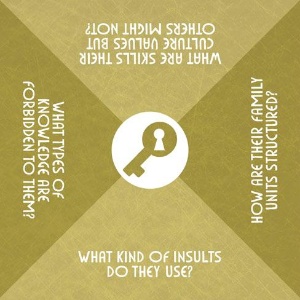 WHAT ARE SKILLS THEIR
CULTURE VALUES BUT
OTHERS MIGHT NOT?
HOW ARE THEIR FAMILY
UNITS STRUCTURED?
WHAT KIND OF INSULTS
DO THEY USE?
WHAT TYPES OF
KNOWLEDGE ARE
FORBIDDEN TO THEM?